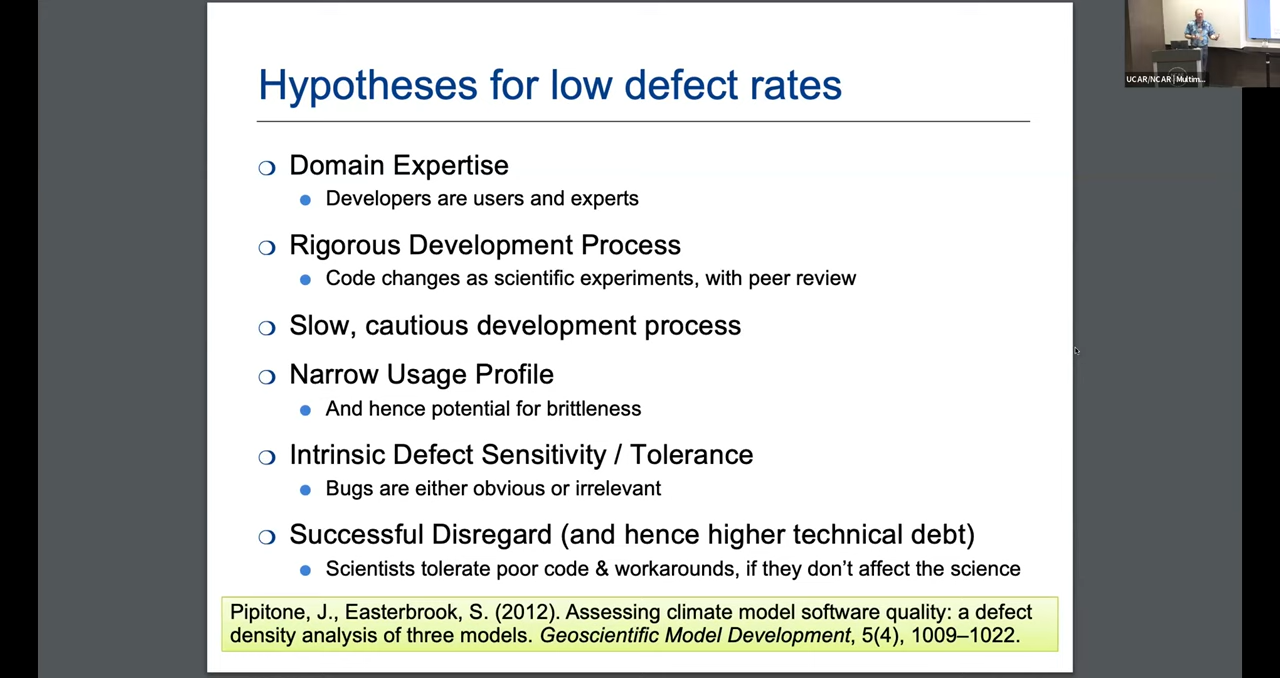 Hypotheses for low defect rates
Domain Expertise
Developers are users and experts
Rigorous Development Process
Code changes as scientific experiments, with peer review
Slow, cautious development process
Narrow Usage Profile
And hence potential for brittleness
Intrinsic Defect Sensitivity / Tolerance
Bugs are either obvious or irrelevant
Successful Disregard (and hence higher technical debt)
Scientists tolerate poor code & workarounds, if they don’t affect the science
Pipitone, J., Easterbrook, S. (2012). Assessing climate model software quality: a defect
density analysis of three models. Geoscientific Model Development, 5(4), 1009–1022.
UCAR/NCAR | Multim...